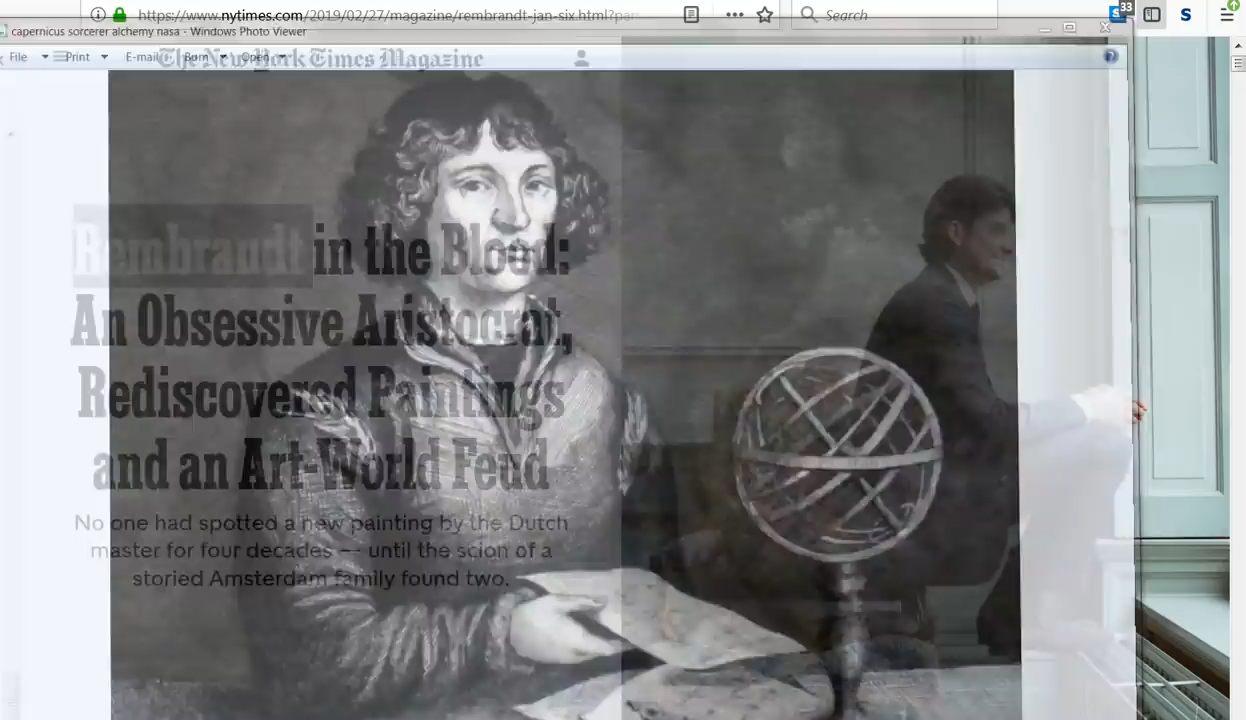 https://www.nytimes.com/2019/02/27/magazine/rembrandt-jan-six.html?par
Search
33
S
capernicus sorcerer alchemy nasa - Windows Photo Viewer
File Print E-mail Burn Open
The New York Times Magazine
Rembrandt in the Blood:
An Obsessive Aristocrat,
Rediscovered Paintings
and an Art-World Feud
No one had spotted a new painting by the Dutch
master for four decades — until the scion of a
storied Amsterdam family found two.